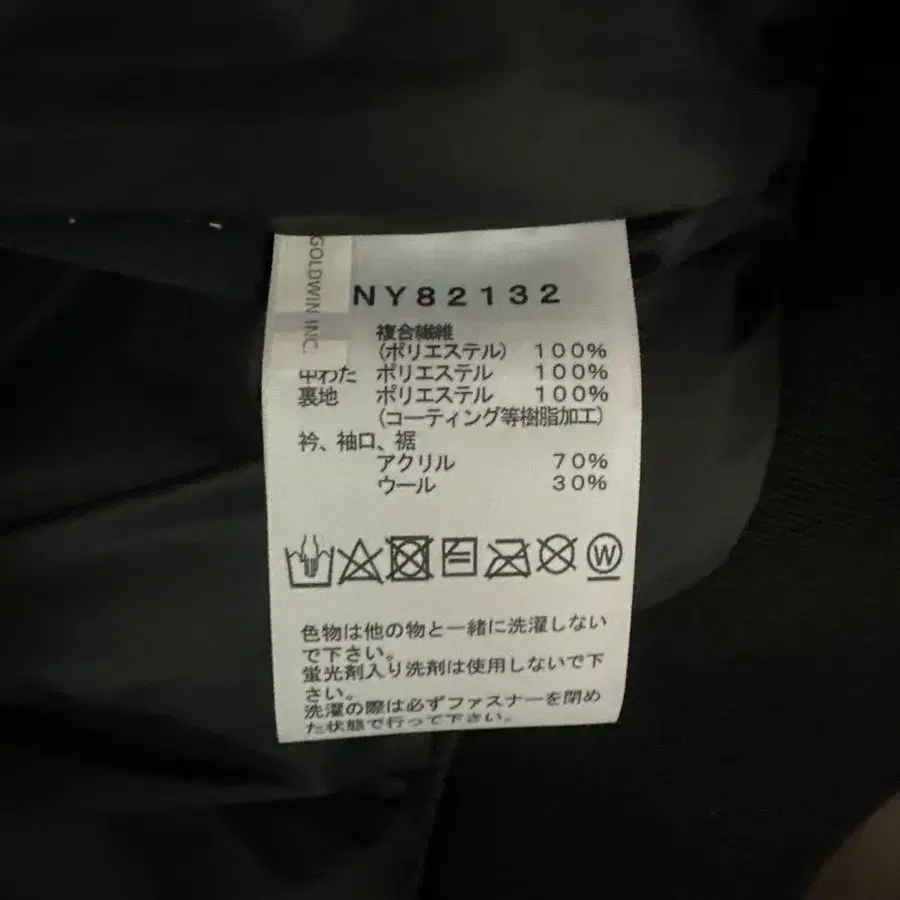 GOLDWIN INC.
NY82132
複合繊維
(ポリエステル) 100%
中わた ポリエステル 100%
裏地 ポリエステル 100%
(コーティング等樹脂加工)
衿、袖口、裾
アクリル 70%
ウール 30%
W
色物は他の物と一緒に洗濯しない
で下さい。
蛍光剤入り洗剤は使用しないで下
さい。
洗濯の際は必ずファスナーを閉め
た状態で行って下さい。